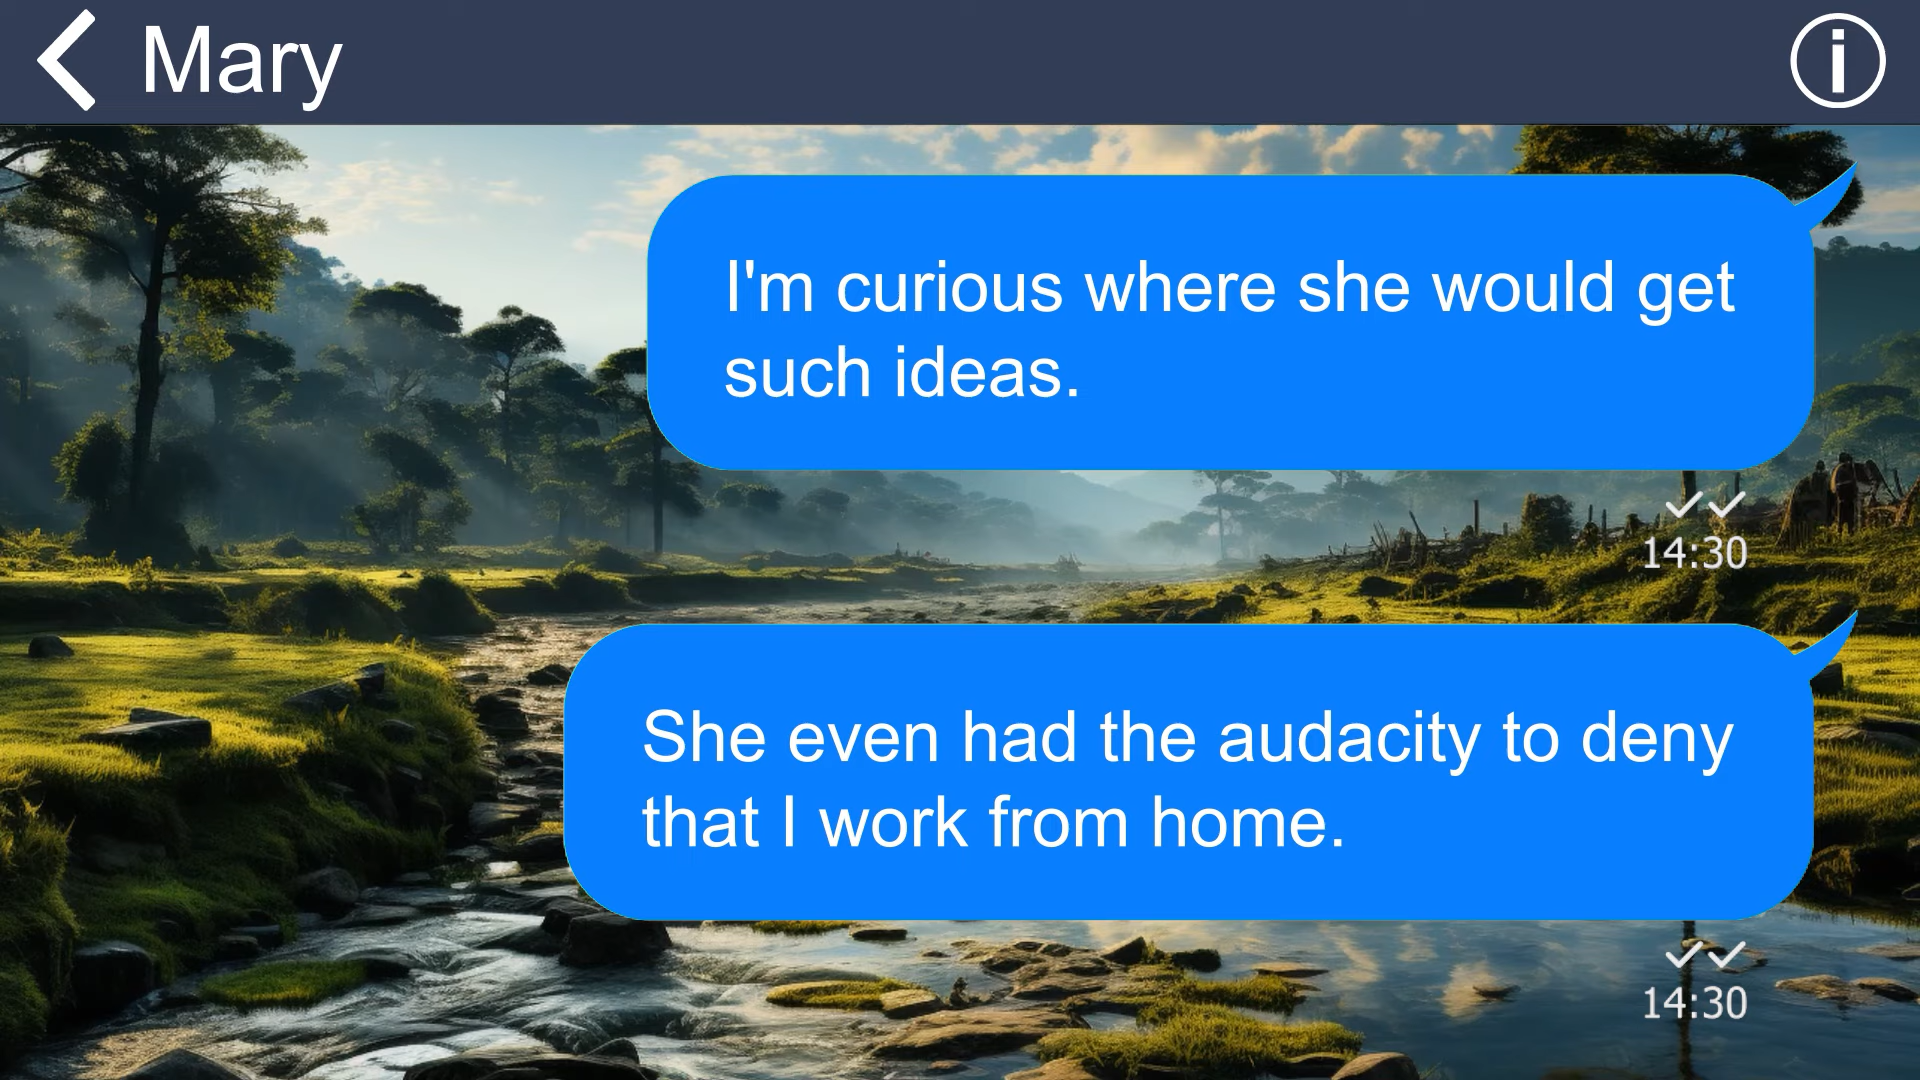 Mary
I'm curious where she would get
such ideas.
14:30
She even had the audacity to deny
that I work from home.
14:30